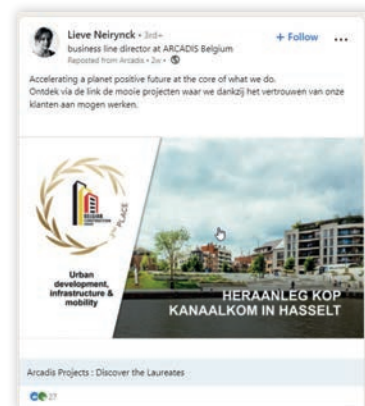 Lieve Neirynck • 3rd+
+ Follow ...
business line director at ARCADIS Belgium
Reposted from Arcadis • 2w •
Accelerating a planet positive future at the core of what we do.
Ontdek via de link de mooie projecten waar we dankzij het vertrouwen van onze
klanten aan mogen werken.
BELGIAN
CONSTRUCTION
PLACE
Urban
development,
infrastructure &
mobility
HERAANLEG KOP
KANAALKOM IN HASSELT
Arcadis Projects : Discover the Laureates
27